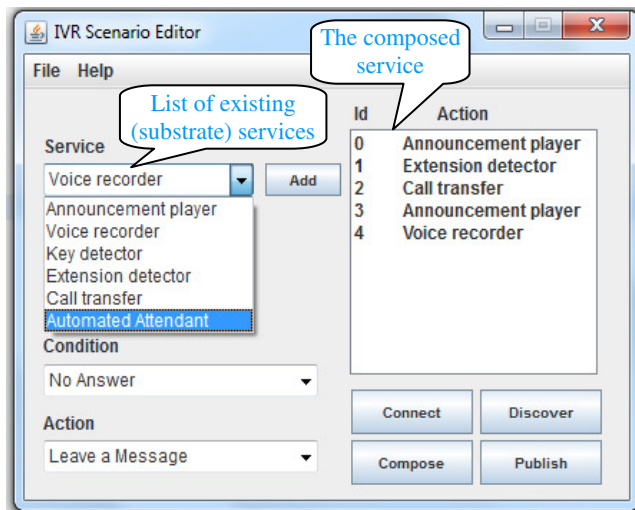 IVR Scenario Editor
File Help
The composed
service
List of existing
(substrate) services
Service
Voice recorder
Add
Announcement player
Voice recorder
Key detector
Extension detector
Call transfer
Automated Attendant
Condition
No Answer
Action
Leave a Message
Id Action
0 Announcement player
1 Extension detector
2 Call transfer
3 Announcement player
4 Voice recorder
Connect Discover
Compose Publish